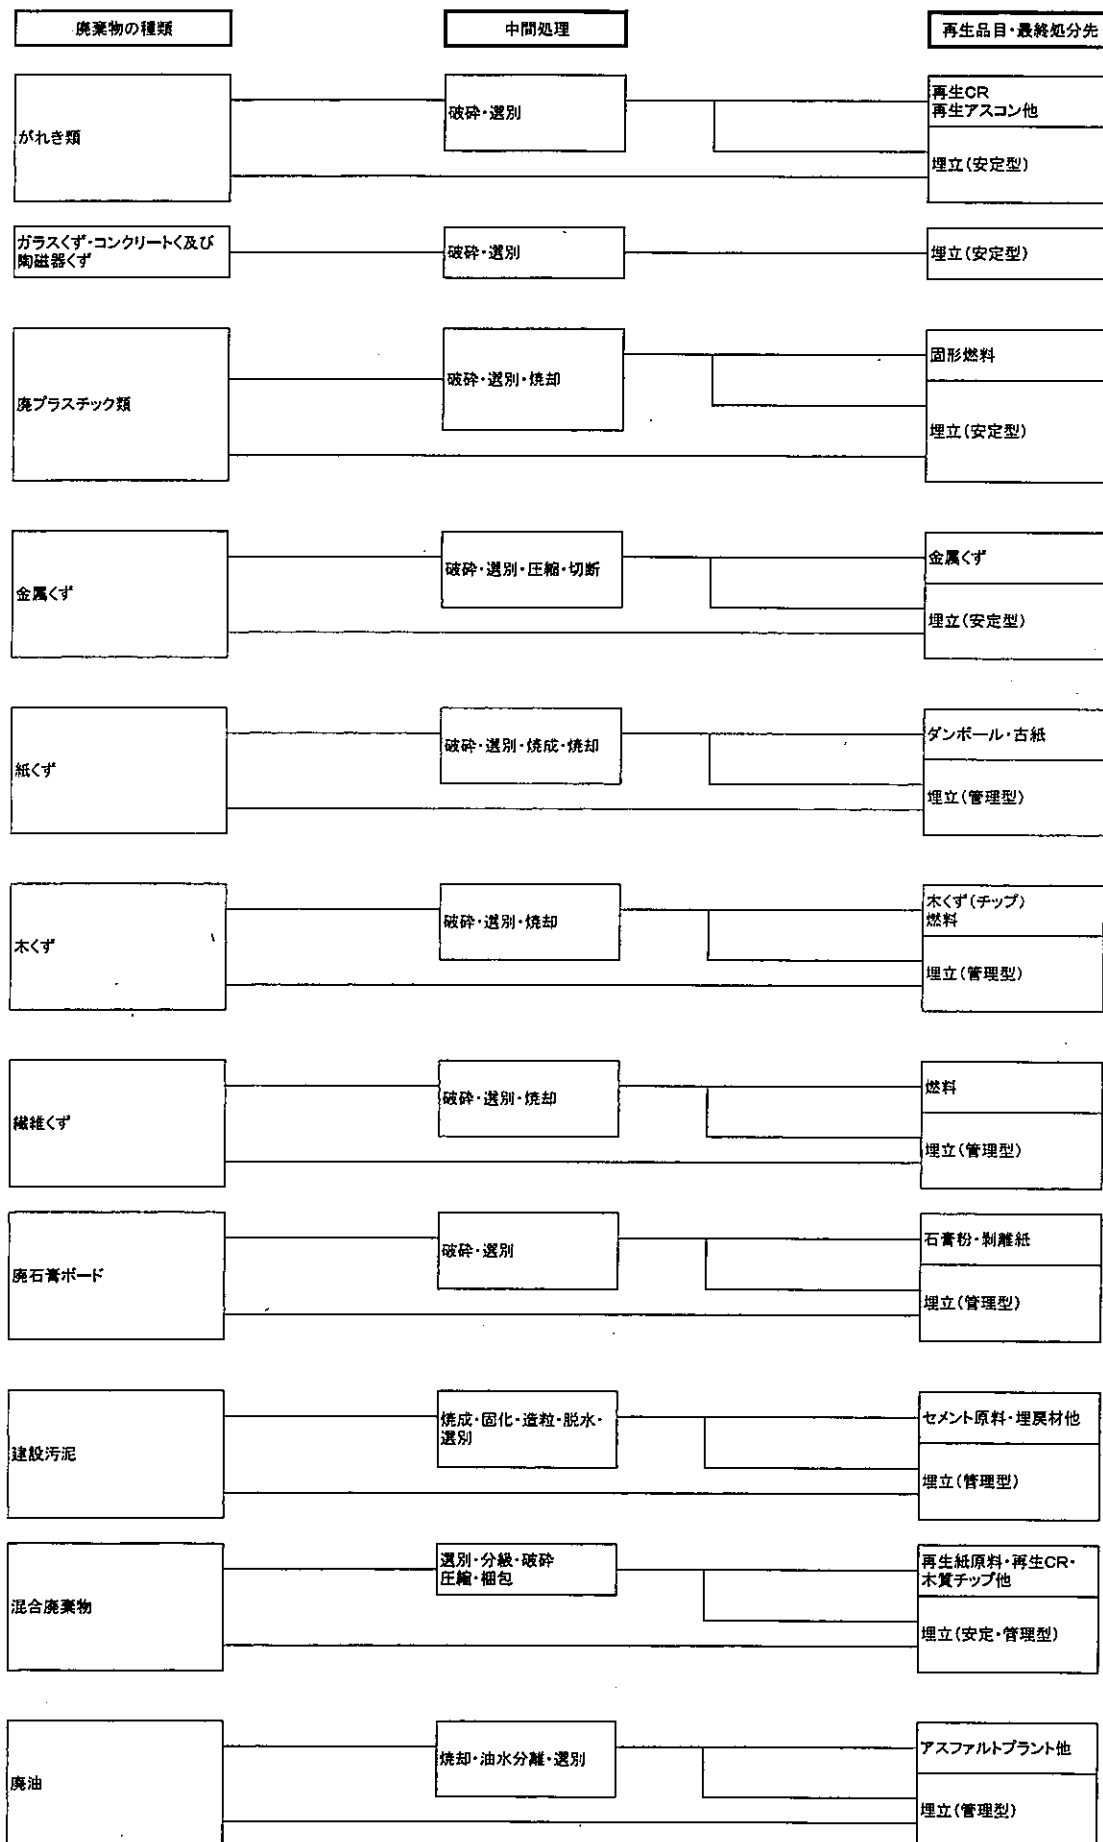 廃棄物の種類 中間処理 再生品目・最終処分先
がれき類
破砕・選別
再生CR
再生アスコン他
埋立(安定型)
ガラスくず・コンクリートく及び
陶磁器くず
破砕・選別
埋立(安定型)
廃プラスチック類
破砕・選別・焼却
固形燃料
埋立(安定型)
金属くず
破砕・選別・圧縮・切断
金属くず
埋立(安定型)
紙くず
破砕・選別・焼成・焼却
ダンボール・古紙
埋立(管理型)
木くず
破砕・選別・焼却
木くず(チップ)
燃料
埋立(管理型)
繊維くず
破砕・選別・焼却
燃料
埋立(管理型)
廃石膏ボード
破砕・選別
石膏粉・剝離紙
埋立(管理型)
建設汚泥
焼成・固化・造粒・脱水・
選別
セメント原料・埋戻材他
埋立(管理型)
混合廃棄物
選別・分級・破砕
圧縮・梱包
再生紙原料・再生CR・
木質チップ他
埋立(安定・管理型)
廃油
焼却・油水分離・選別
アスファルトプラント他
埋立(管理型)